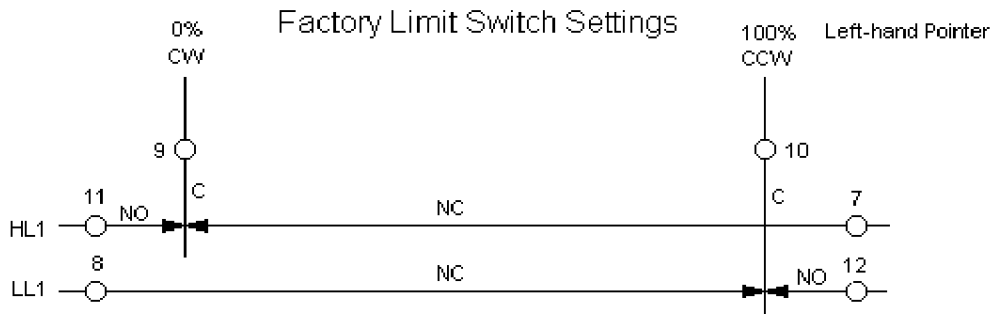 Factory Limit Switch Settings
0%
CW
100%
CCW
Left-hand Pointer
9
10
11
C
C
7
HL1
NO
NC
8
12
LL1
NC
NO